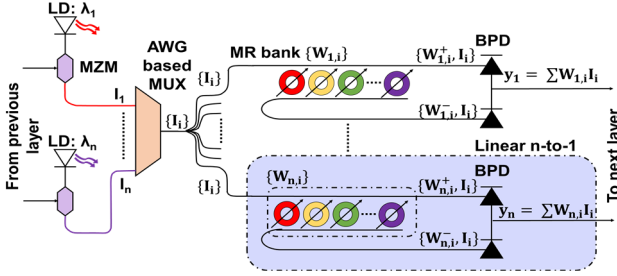 LD: λ₁
MZM
AWG
based
MUX
MR bank {W₁,ᵢ}
{W⁺₁,ᵢ, Iᵢ}
BPD
y₁ = ∑W₁,ᵢIᵢ
I₁
{Iᵢ}
{Iᵢ}
{W⁻₁,ᵢ, Iᵢ}
From previous
layer
LD: λₙ
Iₙ
{Iᵢ}
Linear n-to-1
{Wₙ,ᵢ}
{W⁺ₙ,ᵢ, Iᵢ}
BPD
yₙ = ∑Wₙ,ᵢIᵢ
{W⁻ₙ,ᵢ, Iᵢ}
To next layer